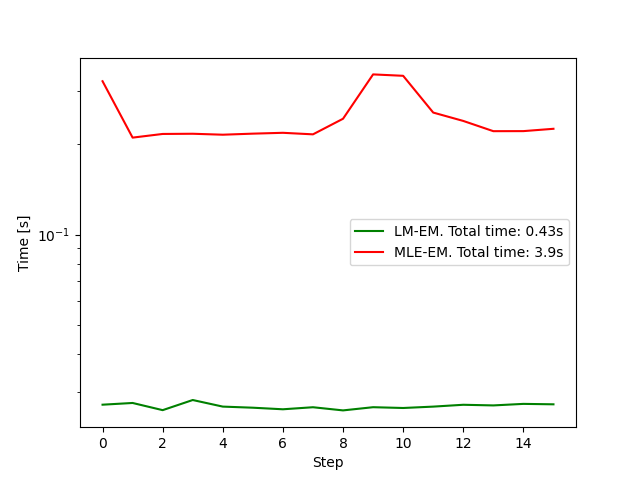 Time [s]
10⁻¹
LM-EM. Total time: 0.43s
MLE-EM. Total time: 3.9s
0 2 4 6 8 10 12 14
Step